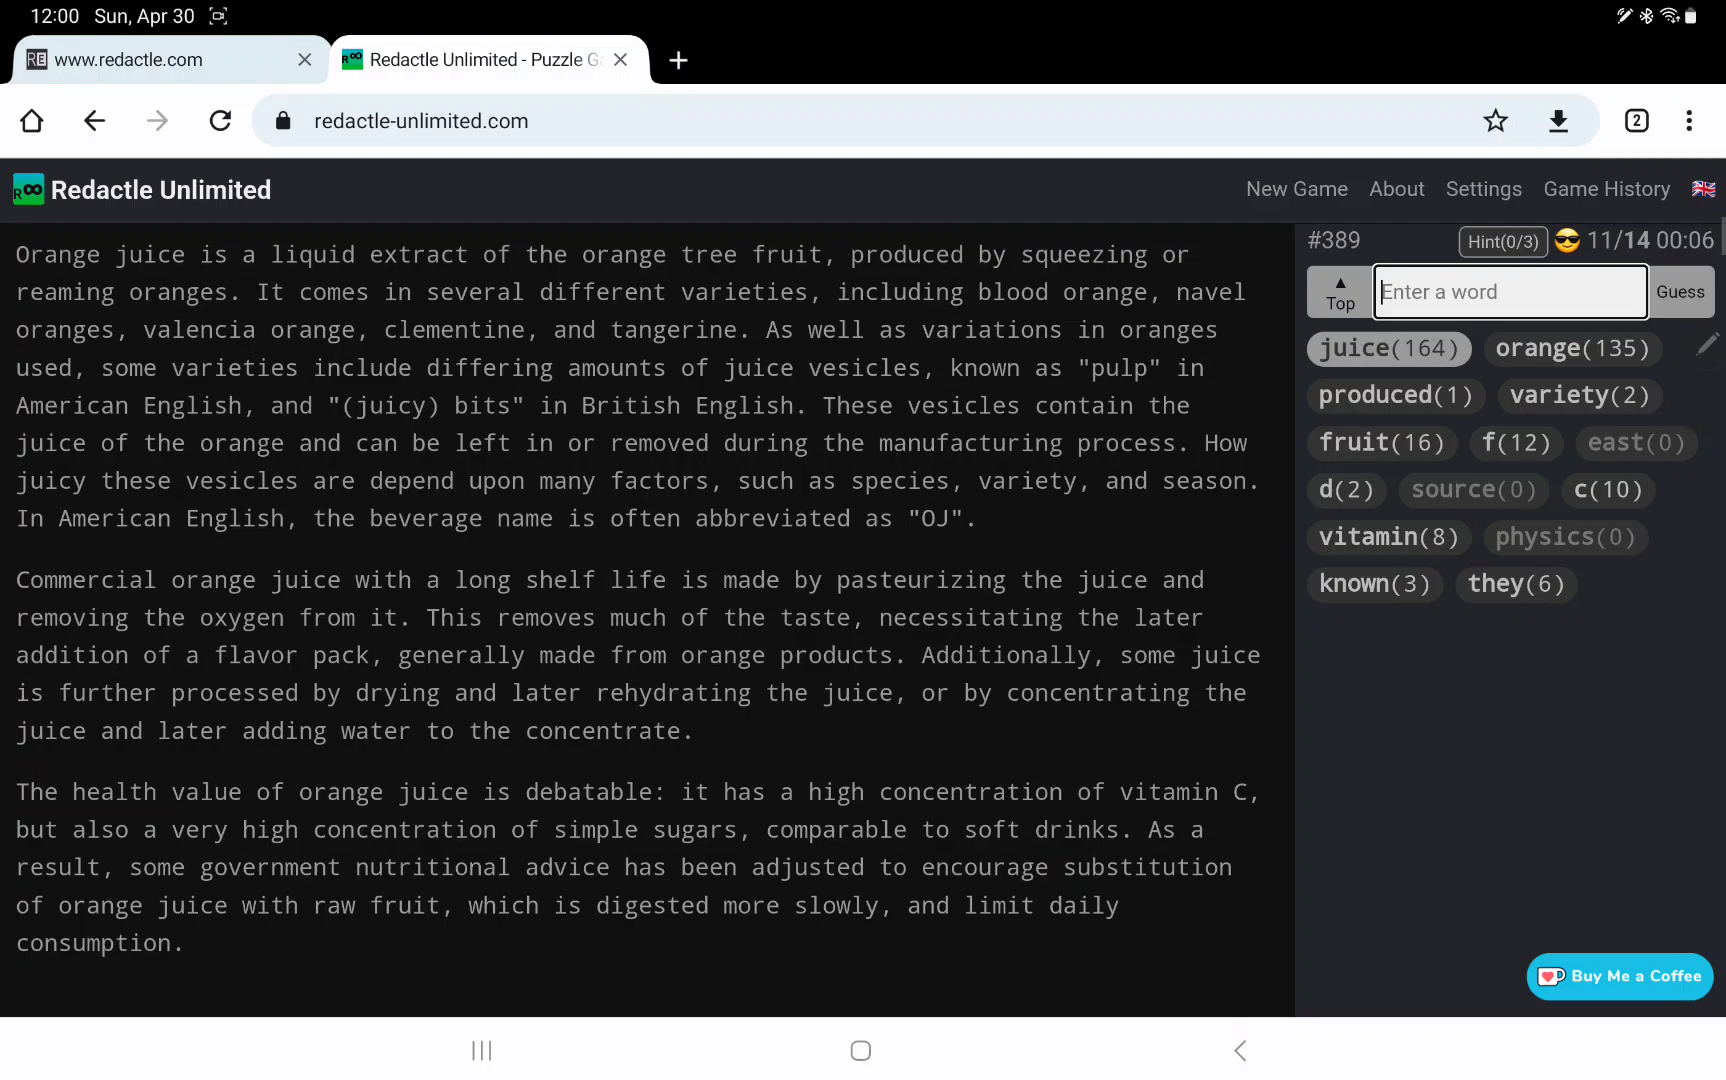 12:00 Sun, Apr 30
RE www.redactle.com
R∞ Redactle Unlimited - Puzzle Ga
redactle-unlimited.com
2
R∞ Redactle Unlimited
New Game About Settings Game History
Orange juice is a liquid extract of the orange tree fruit, produced by squeezing or
reaming oranges. It comes in several different varieties, including blood orange, navel
oranges, valencia orange, clementine, and tangerine. As well as variations in oranges
used, some varieties include differing amounts of juice vesicles, known as "pulp" in
American English, and "(juicy) bits" in British English. These vesicles contain the
juice of the orange and can be left in or removed during the manufacturing process. How
juicy these vesicles are depend upon many factors, such as species, variety, and season.
In American English, the beverage name is often abbreviated as "OJ".
Commercial orange juice with a long shelf life is made by pasteurizing the juice and
removing the oxygen from it. This removes much of the taste, necessitating the later
addition of a flavor pack, generally made from orange products. Additionally, some juice
is further processed by drying and later rehydrating the juice, or by concentrating the
juice and later adding water to the concentrate.
The health value of orange juice is debatable: it has a high concentration of vitamin C,
but also a very high concentration of simple sugars, comparable to soft drinks. As a
result, some government nutritional advice has been adjusted to encourage substitution
of orange juice with raw fruit, which is digested more slowly, and limit daily
consumption.
#389 Hint(0/3) 😎 11/14 00:06
▲ Top
Enter a word
Guess
juice(164) orange(135)
produced(1) variety(2)
fruit(16) f(12) east(0)
d(2) source(0) c(10)
vitamin(8) physics(0)
known(3) they(6)
Buy Me a Coffee